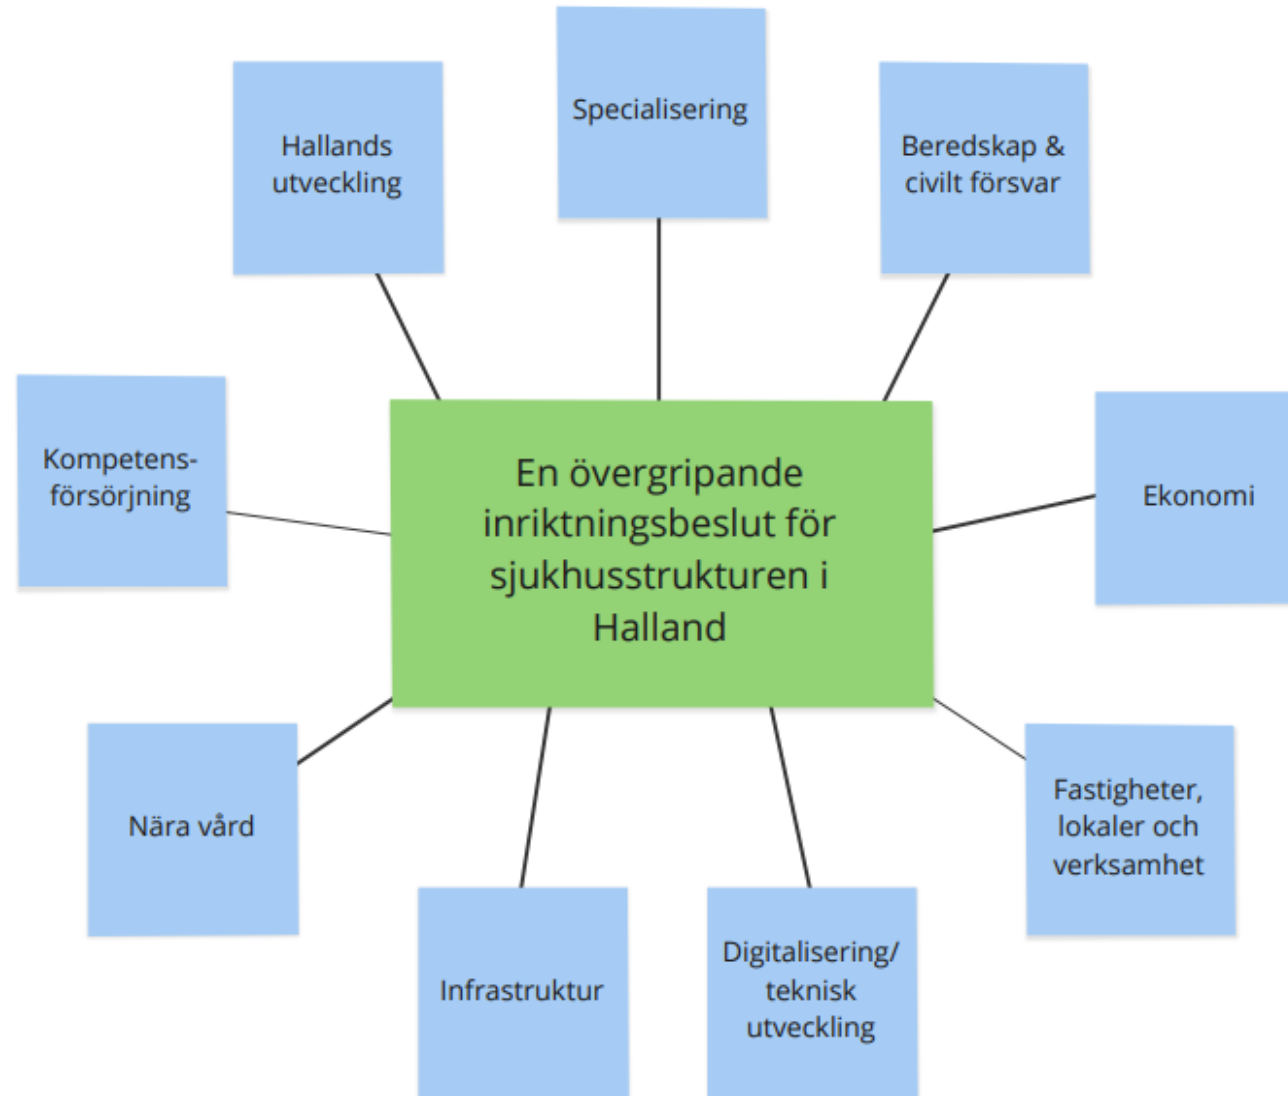 Specialisering
Hallands
utveckling
Beredskap &
civilt försvar
Kompetens-
försörjning
En övergripande
inriktningsbeslut för
sjukhusstrukturen i
Halland
Ekonomi
Nära vård
Fastigheter,
lokaler och
verksamhet
Infrastruktur
Digitalisering/
teknisk
utveckling